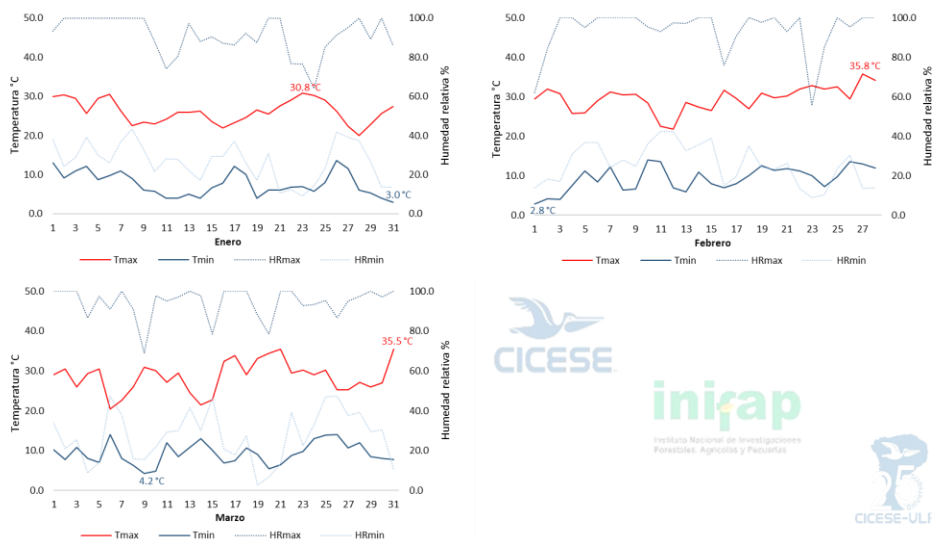 50.0
40.0
30.0
20.0
10.0
0.0
Temperatura °C
100.0
80.0
60.0
40.0
20.0
0.0
Humedad relativa %
30,8 °C
3.0 °C
1 3 5 7 9 11 13 15 17 19 21 23 25 27 29 31
Enero
Tmax Tmin HRmax HRmin
50.0
40.0
30.0
20.0
10.0
0.0
Temperatura °C
100.0
80.0
60.0
40.0
20.0
0.0
Humedad relativa %
35.8 °C
2.8 °C
1 3 5 7 9 11 13 15 17 19 21 23 25 27
Febrero
Tmax Tmin HRmax HRmin
50.0
40.0
30.0
20.0
10.0
0.0
Temperatura °C
100.0
80.0
60.0
40.0
20.0
0.0
Humedad relativa %
35.5 °C
4.2 °C
1 3 5 7 9 11 13 15 17 19 21 23 25 27 29 31
Marzo
Tmax Tmin HRmax HRmin
CICESE
inifap
Instituto Nacional de Investigaciones
Forestales, Agrícolas y Pecuarias
25
CICESE-ULP